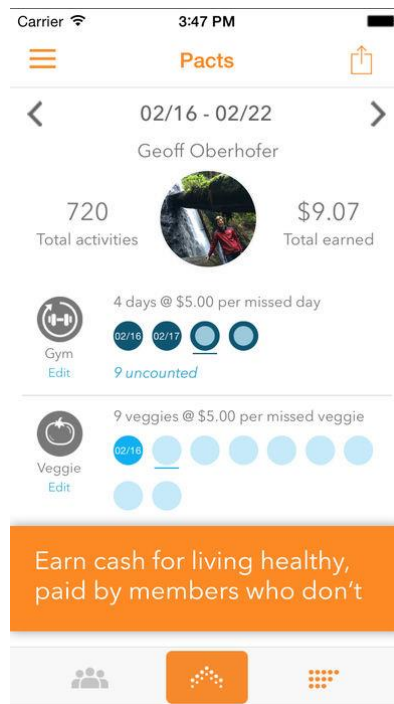 Carrier 3:47 PM
Pacts
02/16 - 02/22
Geoff Oberhofer
720
Total activities
$9.07
Total earned
4 days @ $5.00 per missed day
02/16 02/17
Gym
Edit
9 uncounted
9 veggies @ $5.00 per missed veggie
02/16
Veggie
Edit
Earn cash for living healthy,
paid by members who don't